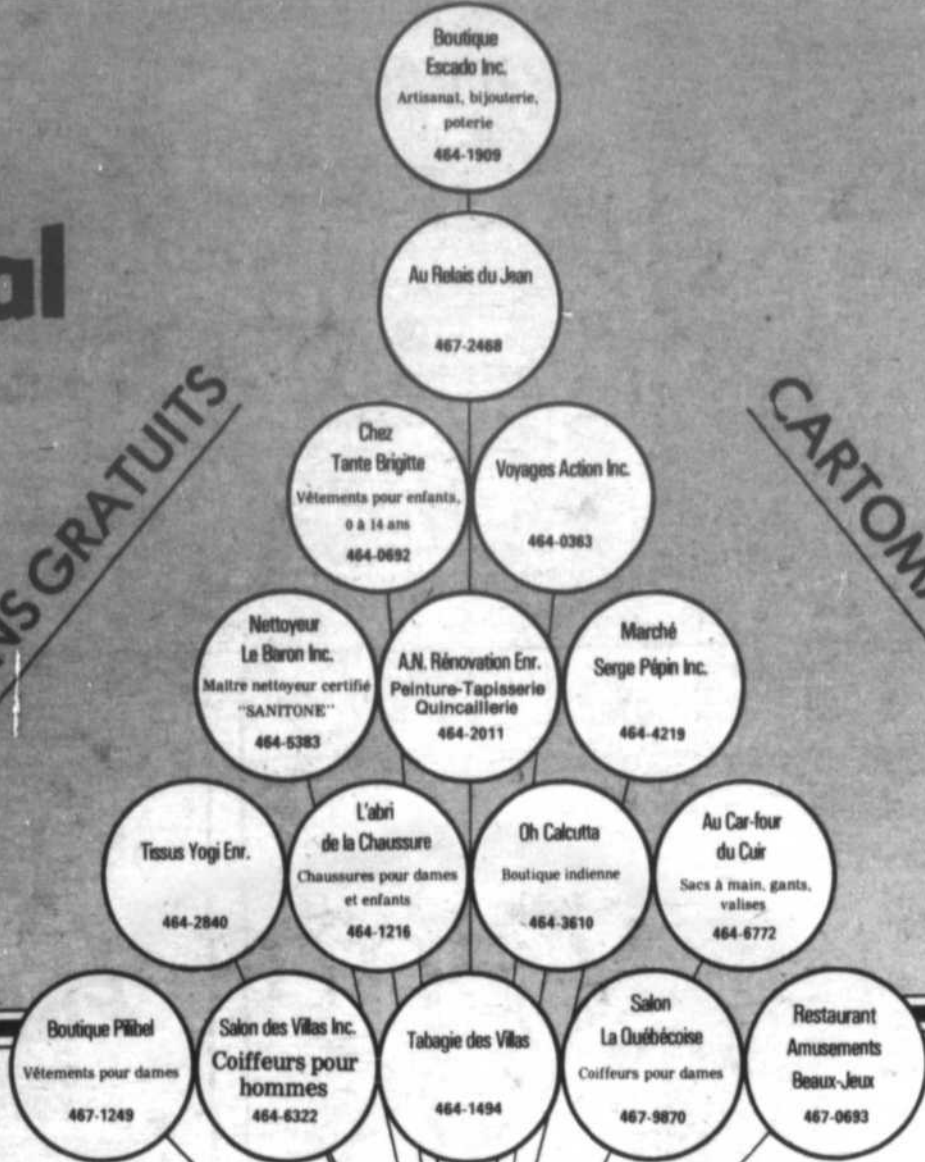 Boutique
Escado Inc.
Artisanat, bijouterie,
poterie
464-1909
al
Au Relais du Jean
467-2468
NS GRATUITS
CARTOMA
Chez
Tante Brigitte
Vêtements pour enfants,
0 à 14 ans
464-0692
Voyages Action Inc.
464-0363
Nettoyeur
Le Baron Inc.
Maître nettoyeur certifié
"SANITONE"
464-5383
A.N. Rénovation Enr.
Peinture-Tapisserie
Quincaillerie
464-2011
Marché
Serge Pépin Inc.
464-4219
Tissus Yogi Enr.
464-2840
L'abri
de la Chaussure
Chaussures pour dames
et enfants
464-1216
Oh Calcutta
Boutique indienne
464-3610
Au Car-four
du Cuir
Sacs à main, gants,
valises
464-6772
Boutique Pilibel
Vêtements pour dames
467-1249
Salon des Villas Inc.
Coiffeurs pour
hommes
464-6322
Tabagie des Villas
464-1494
Salon
La Québécoise
Coiffeurs pour dames
467-9870
Restaurant
Amusements
Beaux-Jeux
467-0693